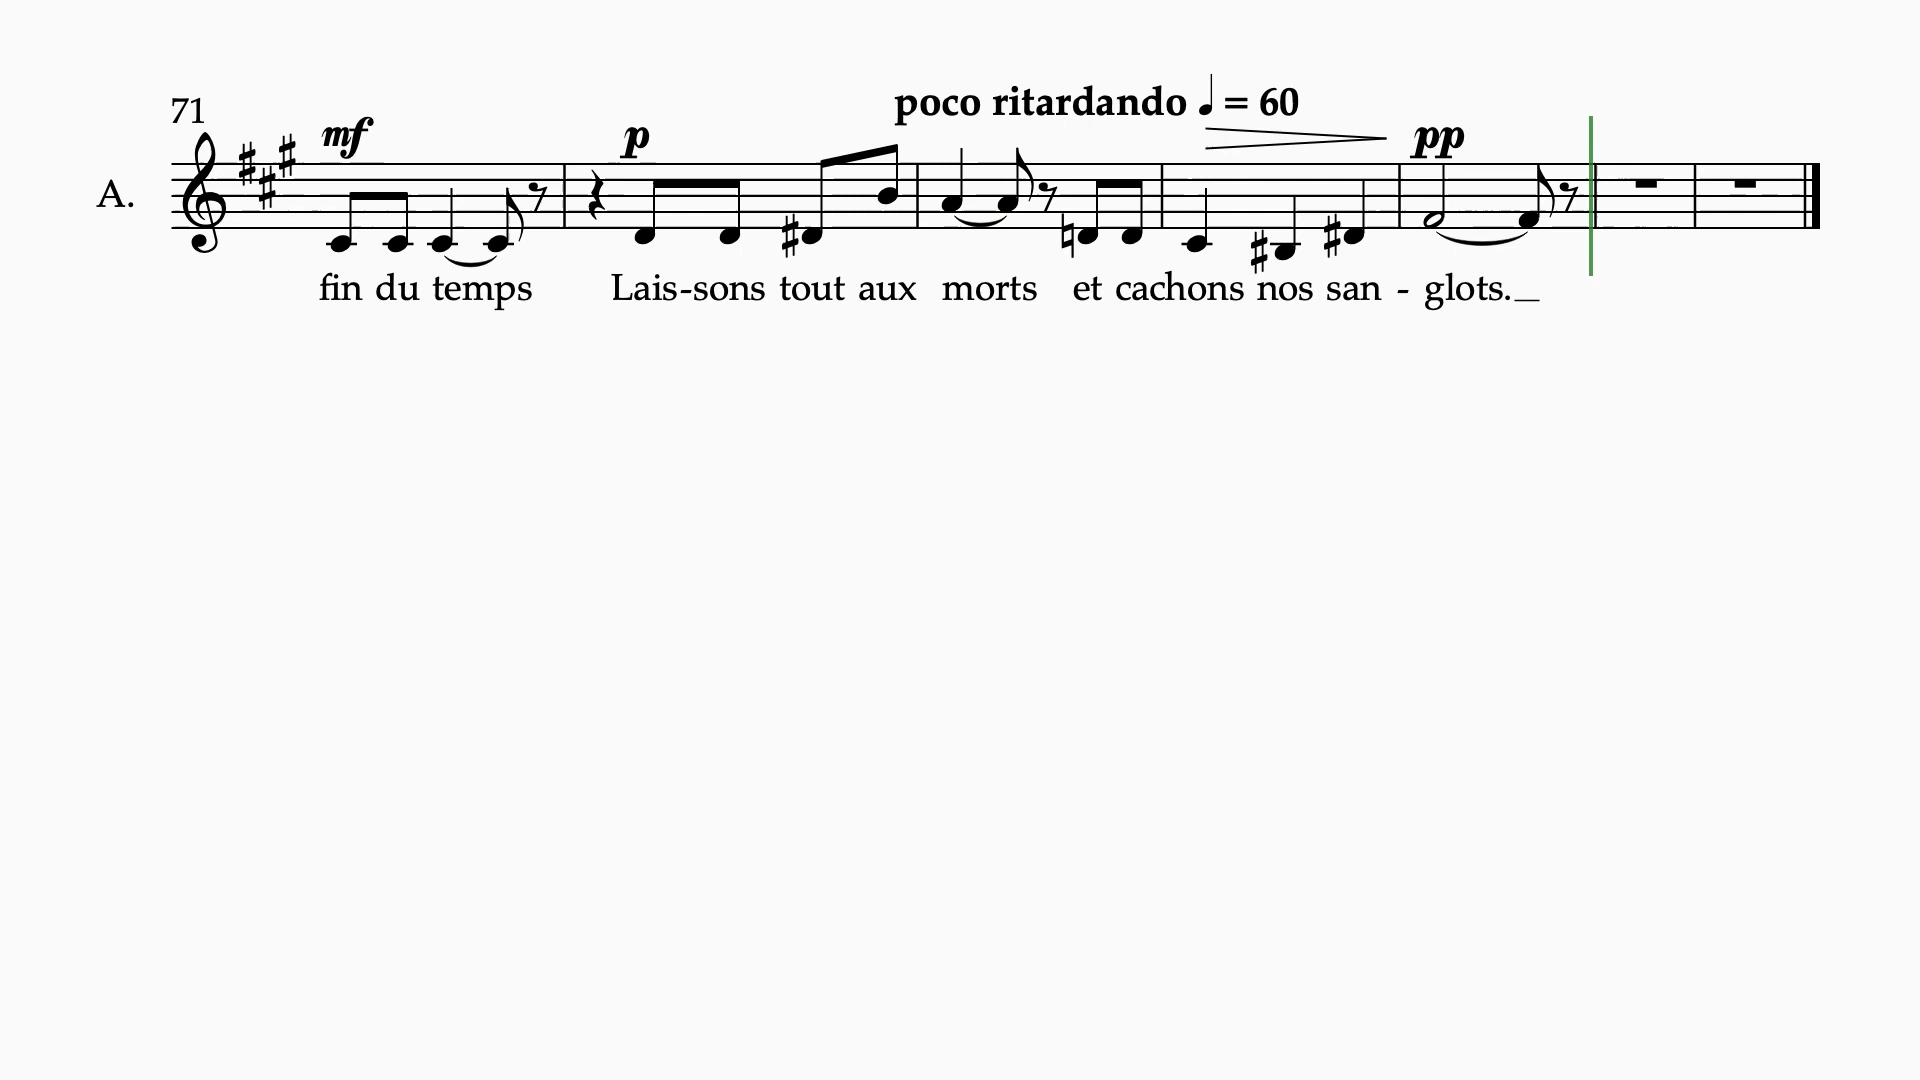 poco ritardando ♩ = 60
71
mf p pp
A.
fin du temps Lais-sons tout aux morts et cachons nos san - glots._